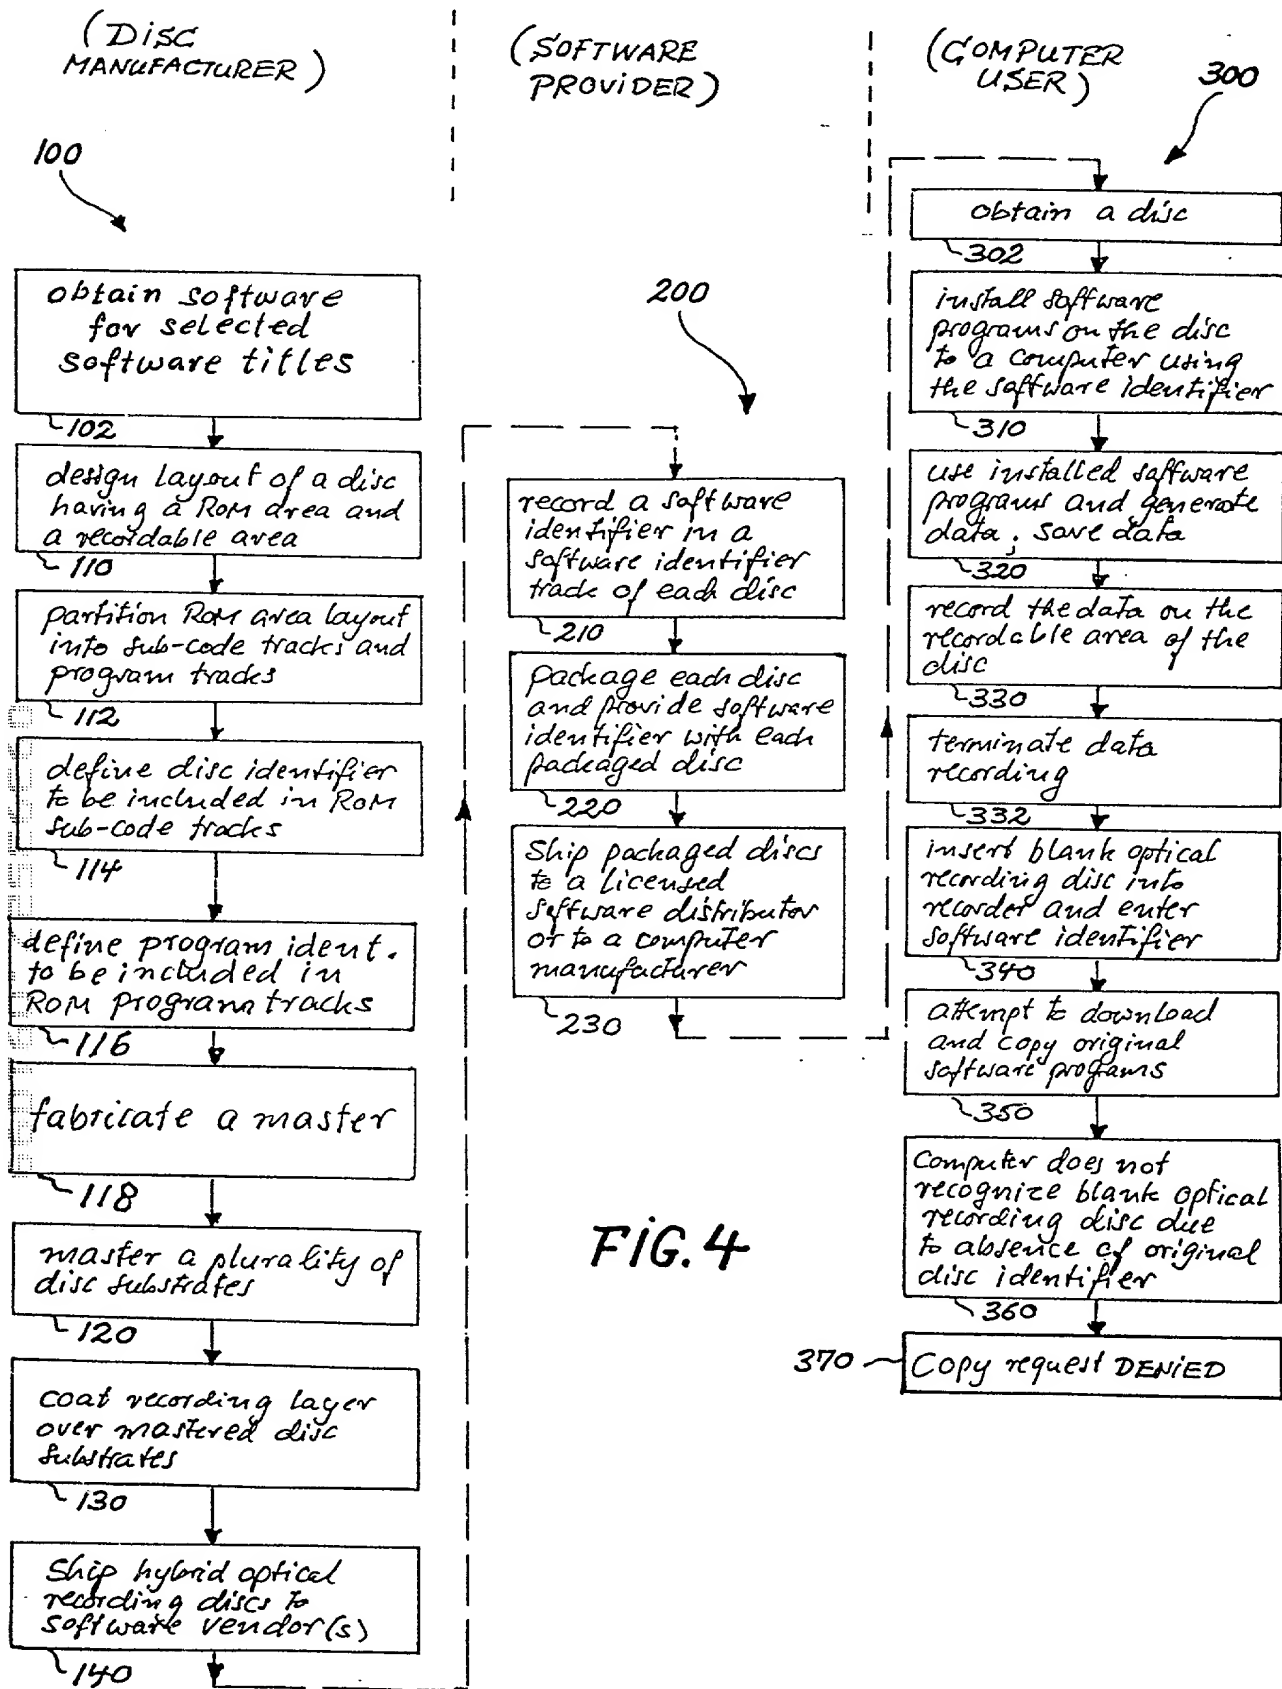 (DISC
MANUFACTURER)
100
obtain software
for selected
software titles
102
design layout of a disc
having a ROM area and
a recordable area
110
partition ROM area layout
into sub-code tracks and
program tracks
112
define disc identifier
to be included in ROM
sub-code tracks
114
define program ident.
to be included in
ROM program tracks
116
fabricate a master
118
master a plurality of
disc substrates
120
coat recording layer
over mastered disc
substrates
130
Ship hybrid optical
recording discs to
software vendor(s)
140
(SOFTWARE
PROVIDER)
200
record a software
identifier in a
software identifier
track of each disc
210
package each disc
and provide software
identifier with each
packaged disc
220
Ship packaged discs
to a licensed
software distributor
or to a computer
manufacturer
230
(COMPUTER
USER)
300
obtain a disc
302
install software
programs on the disc
to a computer using
the software identifier
310
use installed software
programs and generate
data; save data
320
record the data on the
recordable area of the
disc
330
terminate data
recording
332
insert blank optical
recording disc into
recorder and enter
software identifier
340
attempt to download
and copy original
software programs
350
Computer does not
recognize blank optical
recording disc due
to absence of original
disc identifier
360
370
Copy request DENIED
FIG. 4